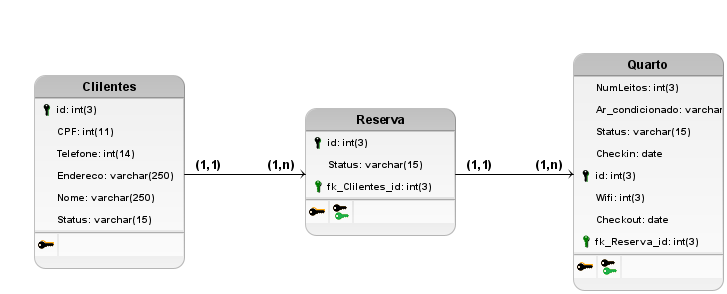 Clilentes
id: int(3)
CPF: int(11)
Telefone: int(14)
Endereco: varchar(250)
Nome: varchar(250)
Status: varchar(15)
(1,1)
(1,n)
Reserva
id: int(3)
Status: varchar(15)
fk_Clilentes_id: int(3)
(1,1)
(1,n)
Quarto
NumLeitos: int(3)
Ar_condicionado: varchar
Status: varchar(15)
Checkin: date
id: int(3)
Wifi: int(3)
Checkout: date
fk_Reserva_id: int(3)